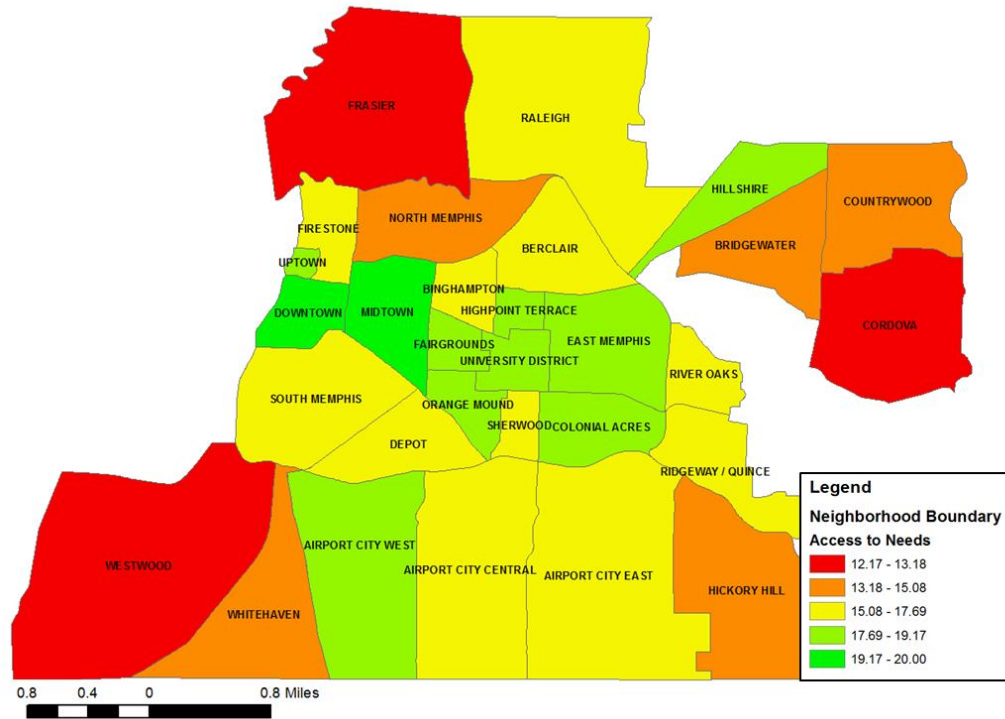 FRASIER
RALEIGH
HILLSHIRE
COUNTRYWOOD
NORTH MEMPHIS
FIRESTONE
BRIDGEWATER
BERCLAIR
UPTOWN
BINGHAMPTON
DOWNTOWN
MIDTOWN
HIGHPOINT TERRACE
CORDOVA
FAIRGROUNDS
EAST MEMPHIS
UNIVERSITY DISTRICT
RIVER OAKS
SOUTH MEMPHIS
ORANGE MOUND
SHERWOOD
COLONIAL ACRES
DEPOT
RIDGEWAY / QUINCE
AIRPORT CITY WEST
WESTWOOD
AIRPORT CITY CENTRAL
AIRPORT CITY EAST
HICKORY HILL
WHITEHAVEN
Legend
Neighborhood Boundary
Access to Needs
12.17 - 13.18
13.18 - 15.08
15.08 - 17.69
17.69 - 19.17
19.17 - 20.00
0.8 0.4 0 0.8 Miles